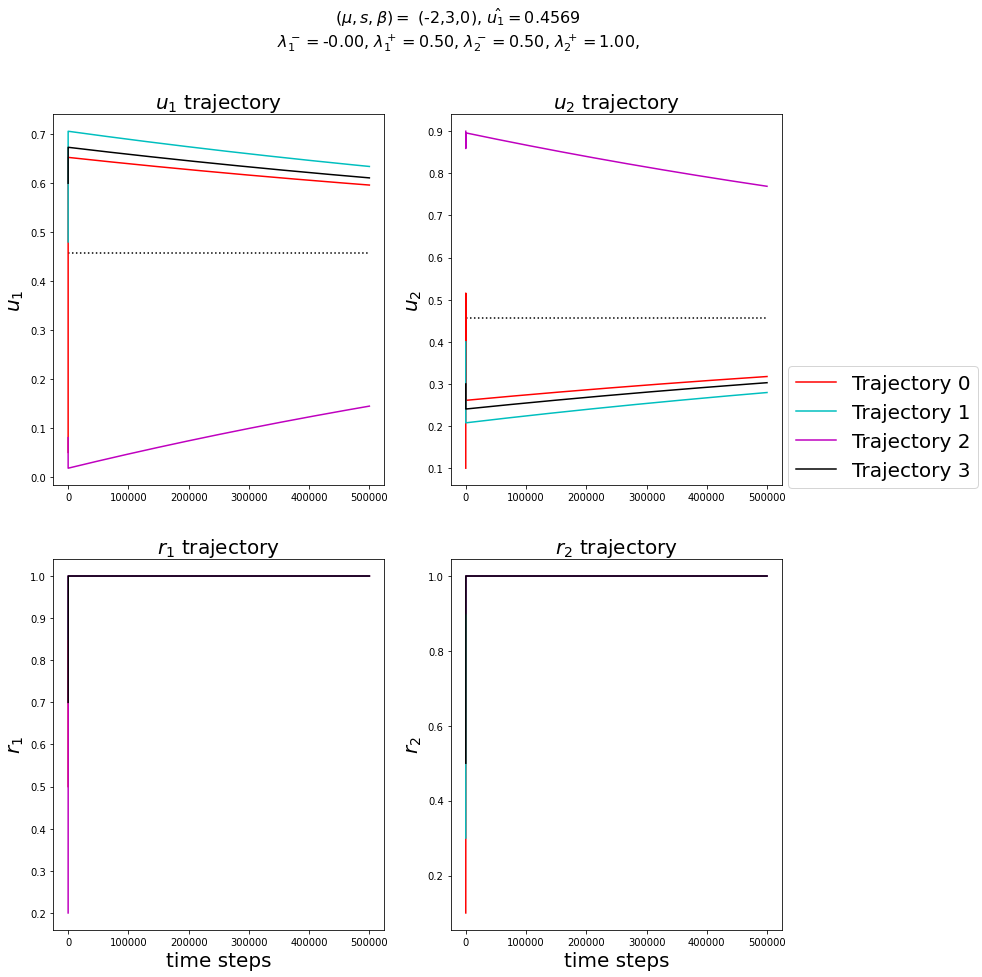 (μ, s, β) = (-2,3,0), û₁ = 0.4569
λ₁⁻ = -0.00, λ₁⁺ = 0.50, λ₂⁻ = 0.50, λ₂⁺ = 1.00,
u₁ trajectory
u₂ trajectory
0.7
0.6
0.5
0.4
0.3
0.2
0.1
0.0
u₁
0 100000 200000 300000 400000 500000
0.9
0.8
0.7
0.6
0.5
0.4
0.3
0.2
0.1
u₂
0 100000 200000 300000 400000 500000
Trajectory 0
Trajectory 1
Trajectory 2
Trajectory 3
r₁ trajectory
r₂ trajectory
1.0
0.9
0.8
0.7
0.6
0.5
0.4
0.3
0.2
r₁
0 100000 200000 300000 400000 500000
time steps
1.0
0.8
0.6
0.4
0.2
r₂
0 100000 200000 300000 400000 500000
time steps